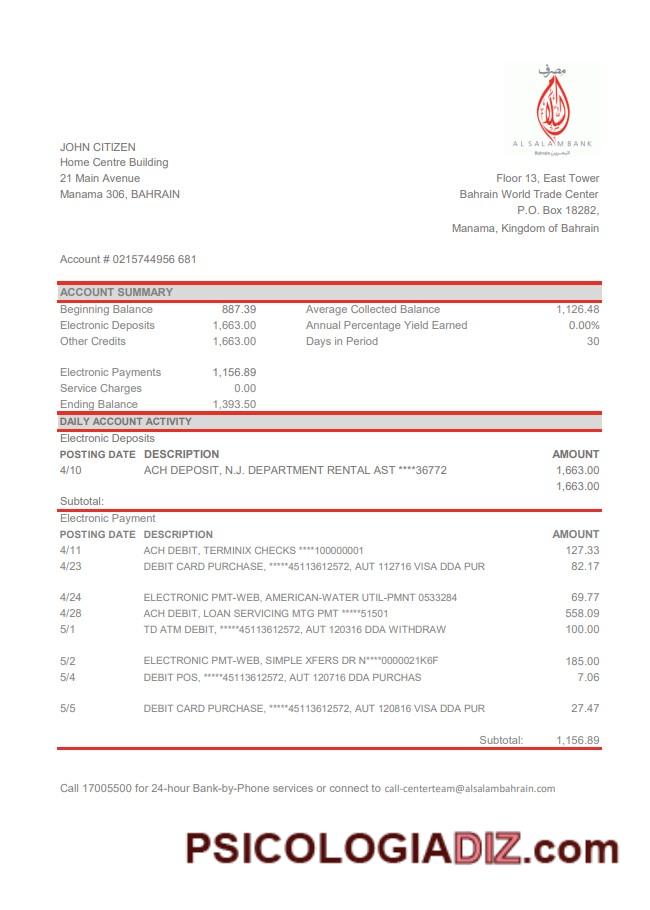 مصرف
AL SALAM BANK
البحرين Bahrain
JOHN CITIZEN
Home Centre Building
21 Main Avenue
Manama 306, BAHRAIN
Floor 13, East Tower
Bahrain World Trade Center
P.O. Box 18282,
Manama, Kingdom of Bahrain
Account # 0215744956 681
ACCOUNT SUMMARY
Beginning Balance 887.39 Average Collected Balance 1,126.48
Electronic Deposits 1,663.00 Annual Percentage Yield Earned 0.00%
Other Credits 1,663.00 Days in Period 30
Electronic Payments 1,156.89
Service Charges 0.00
Ending Balance 1,393.50
DAILY ACCOUNT ACTIVITY
Electronic Deposits
POSTING DATE DESCRIPTION AMOUNT
4/10 ACH DEPOSIT, N.J. DEPARTMENT RENTAL AST ****36772 1,663.00
1,663.00
Subtotal:
Electronic Payment
POSTING DATE DESCRIPTION AMOUNT
4/11 ACH DEBIT, TERMINIX CHECKS ****100000001 127.33
4/23 DEBIT CARD PURCHASE, *****45113612572, AUT 112716 VISA DDA PUR 82.17
4/24 ELECTRONIC PMT-WEB, AMERICAN-WATER UTIL-PMNT 0533284 69.77
4/28 ACH DEBIT, LOAN SERVICING MTG PMT *****51501 558.09
5/1 TD ATM DEBIT, *****45113612572, AUT 120316 DDA WITHDRAW 100.00
5/2 ELECTRONIC PMT-WEB, SIMPLE XFERS DR N****0000021K6F 185.00
5/4 DEBIT POS, *****45113612572, AUT 120716 DDA PURCHAS 7.06
5/5 DEBIT CARD PURCHASE, *****45113612572, AUT 120816 VISA DDA PUR 27.47
Subtotal: 1,156.89
Call 17005500 for 24-hour Bank-by-Phone services or connect to call-centerteam@alsalambahrain.com
PSICOLOGIADIZ.com